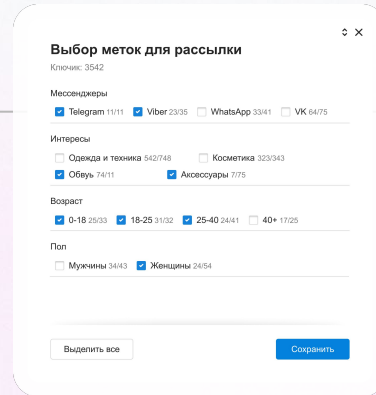 Выбор меток для рассылки
Ключик: 3542
Мессенджеры
Telegram 11/11 Viber 23/35 WhatsApp 33/41 VK 64/75
Интересы
Одежда и техника 542/748 Косметика 323/343
Обвуь 74/11 Аксессуары 7/75
Возраст
0-18 25/33 18-25 31/32 25-40 24/41 40+ 17/25
Пол
Мужчины 34/43 Женщины 24/54
Выделить все Сохранить